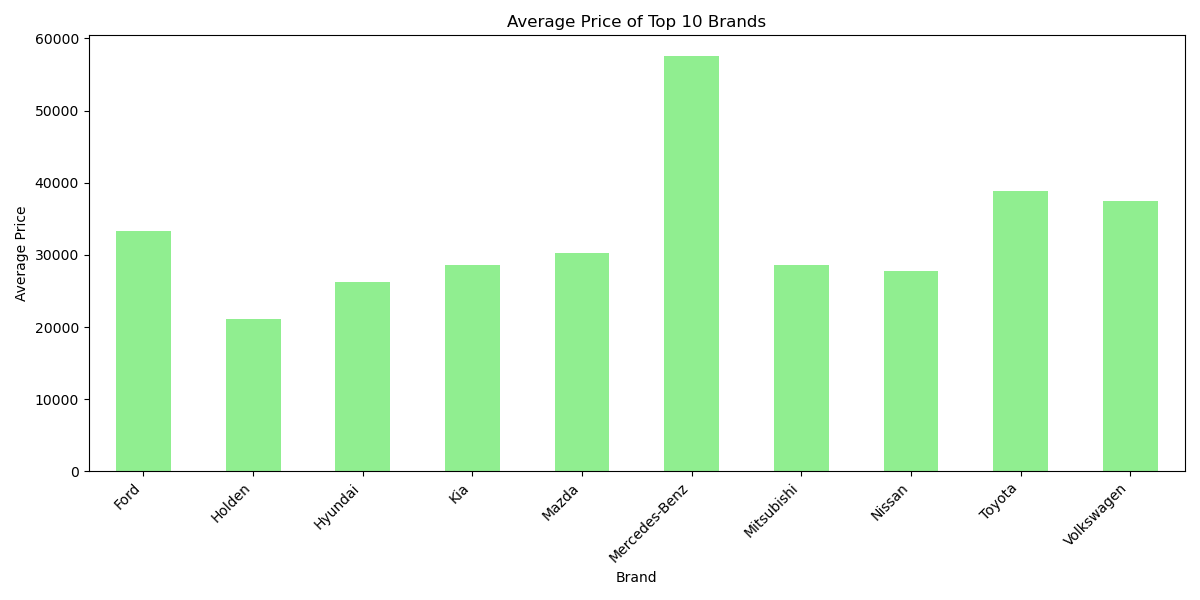 Average Price of Top 10 Brands
60000
50000
40000
30000
20000
10000
0
Average Price
Ford
Holden
Hyundai
Kia
Mazda
Mercedes-Benz
Mitsubishi
Nissan
Toyota
Volkswagen
Brand